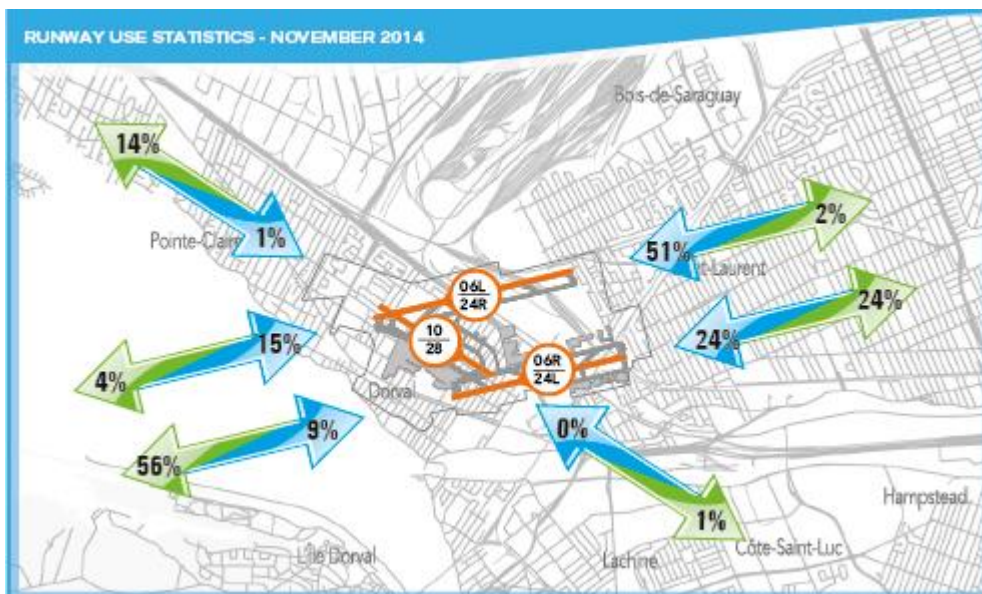 RUNWAY USE STATISTICS - NOVEMBER 2014
Bois-de-Saraguay
14%
Pointe-Claire
1%
2%
51%
t-Laurent
06L
24R
24%
24%
10
28
15%
4%
06R
24L
Dorval
9%
56%
0%
1%
Hampstead
L'île Dorval
Lachine
Côte-Saint-Luc